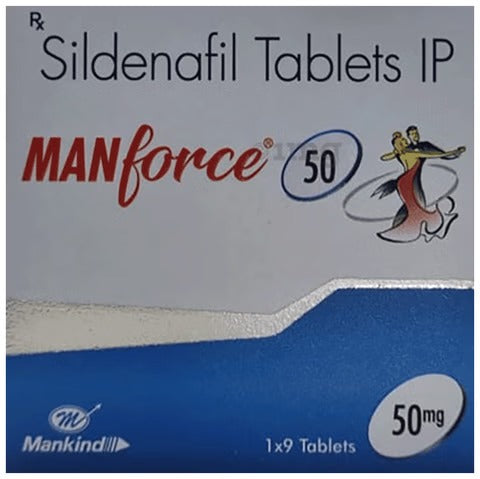 Rx
Sildenafil Tablets IP
MANforce® 50
50mg
m
Mankind
1x9 Tablets